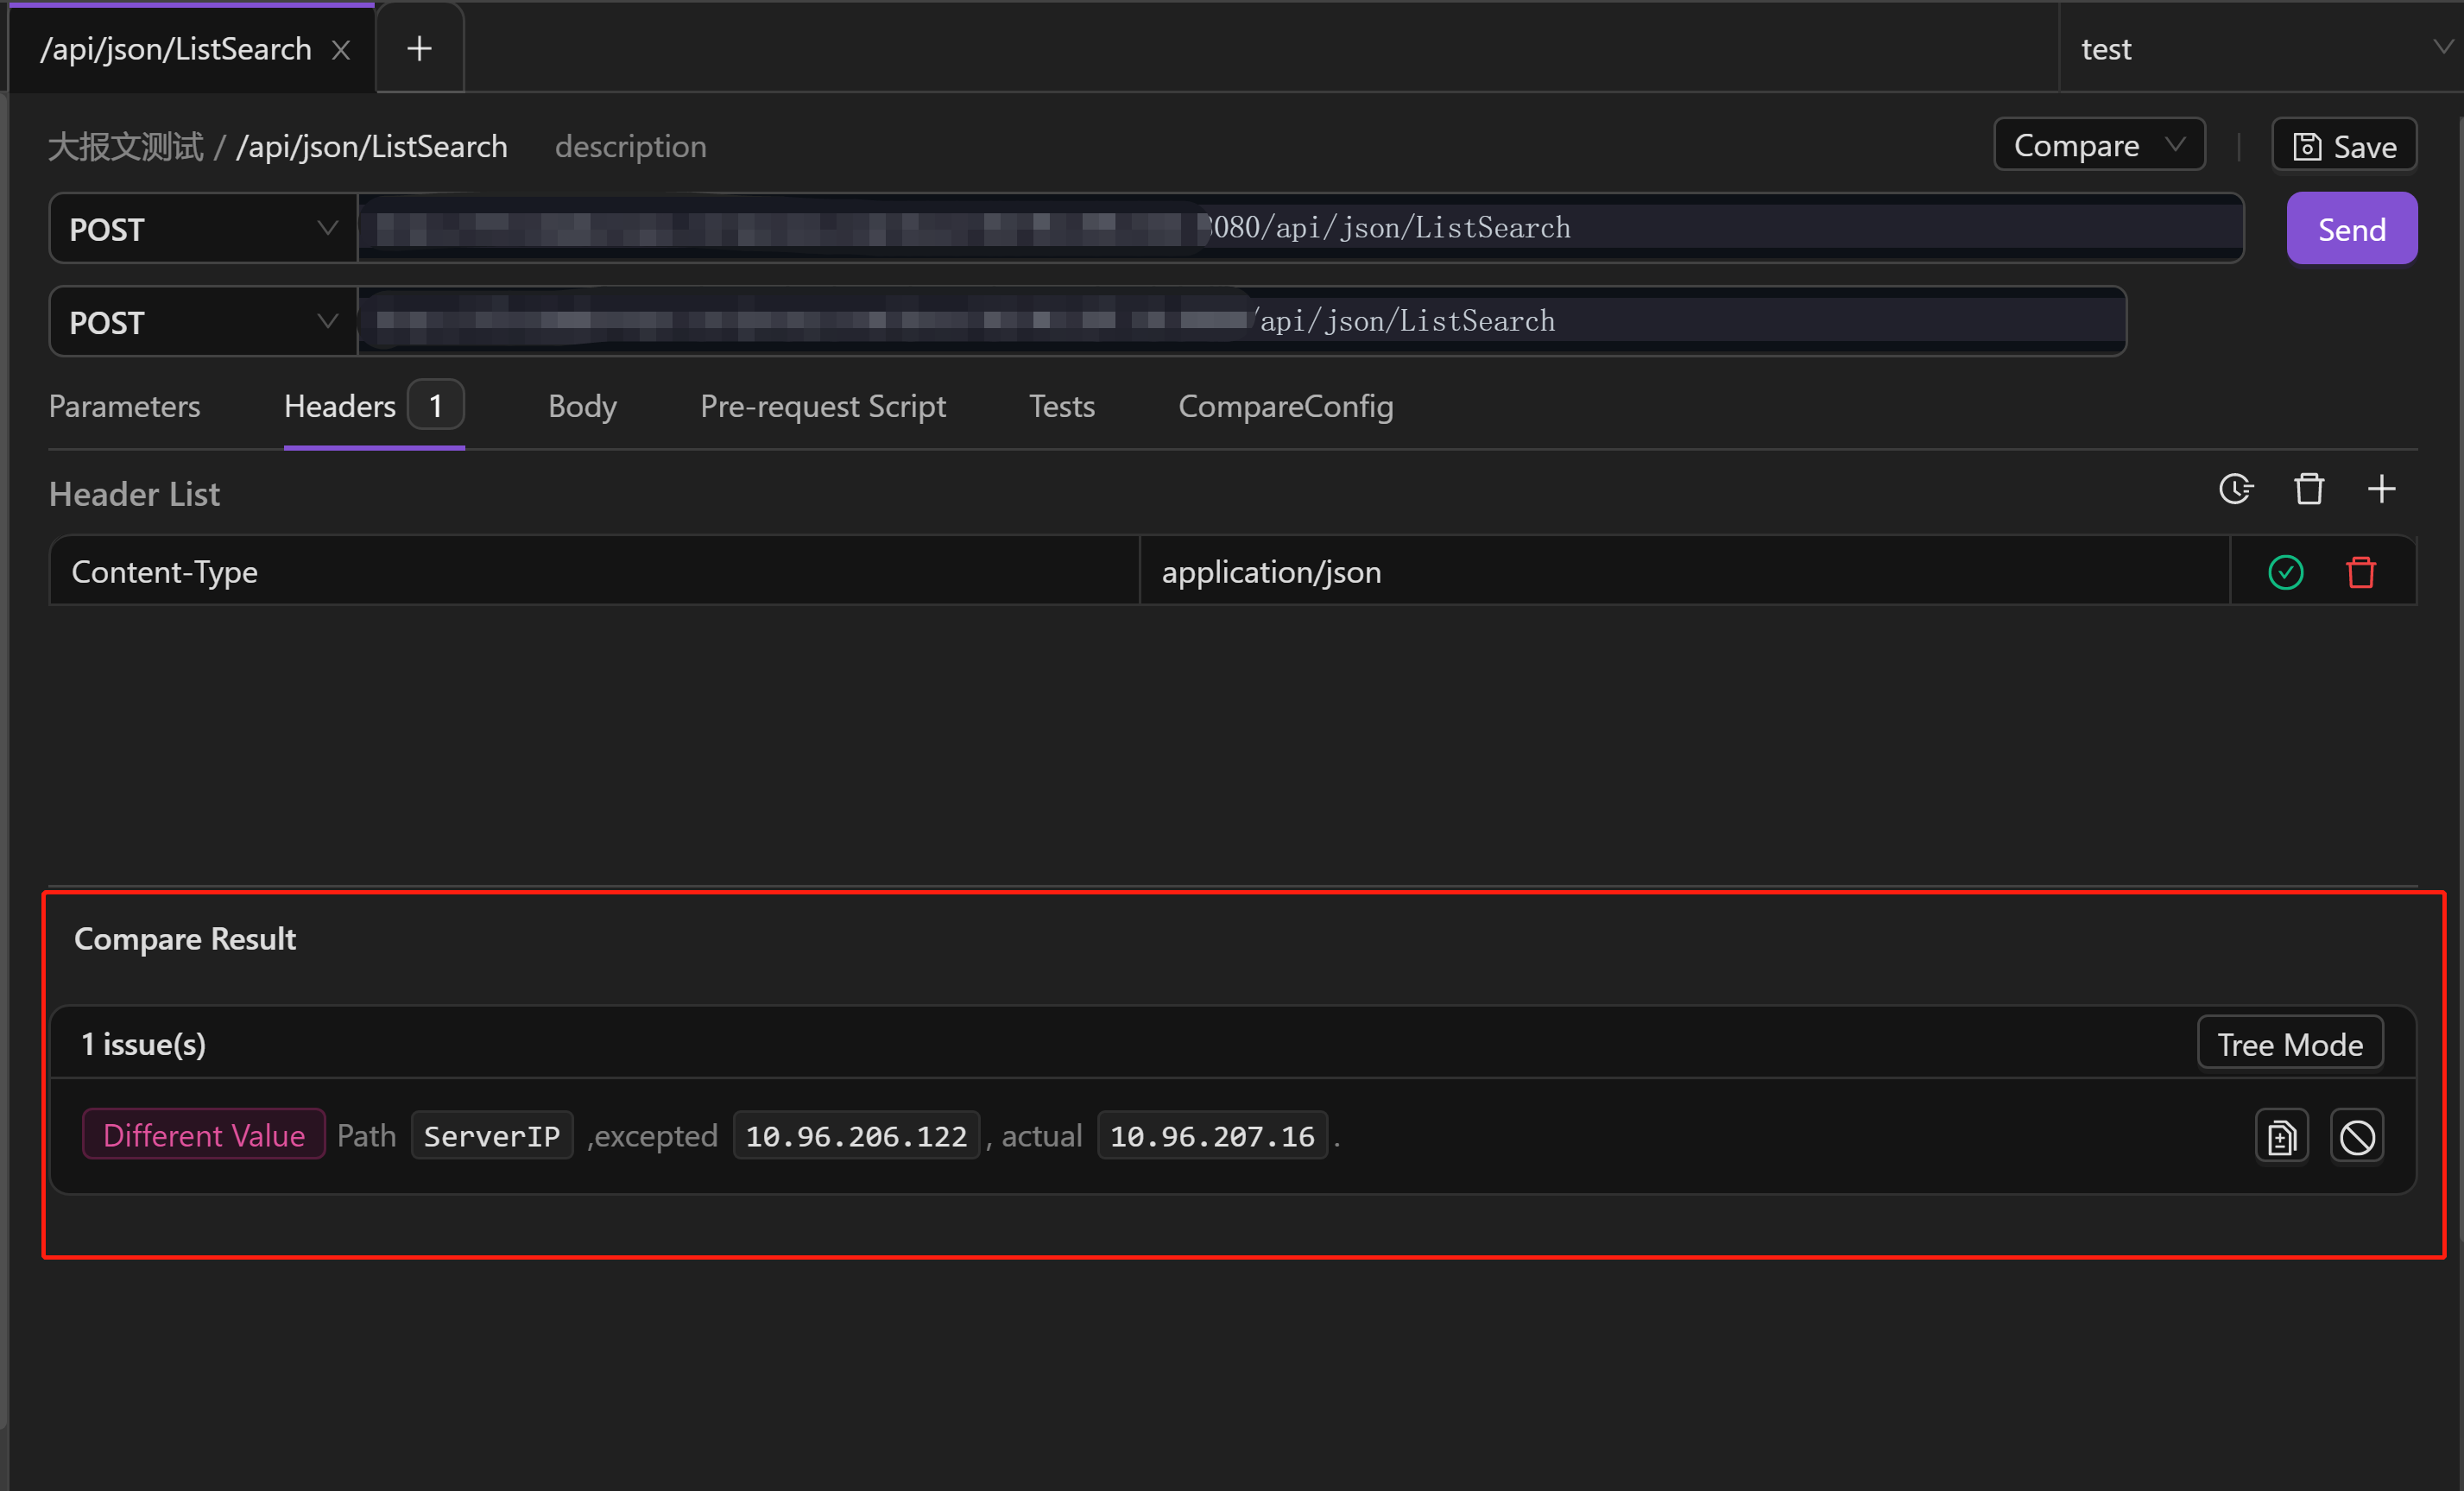 /api/json/ListSearch
test
大报文测试 / /api/json/ListSearch description Compare Save
POST 080/api/json/ListSearch Send
POST /api/json/ListSearch
Parameters Headers 1 Body Pre-request Script Tests CompareConfig
Header List
Content-Type application/json
Compare Result
1 issue(s) Tree Mode
Different Value Path ServerIP ,excepted 10.96.206.122 , actual 10.96.207.16 .